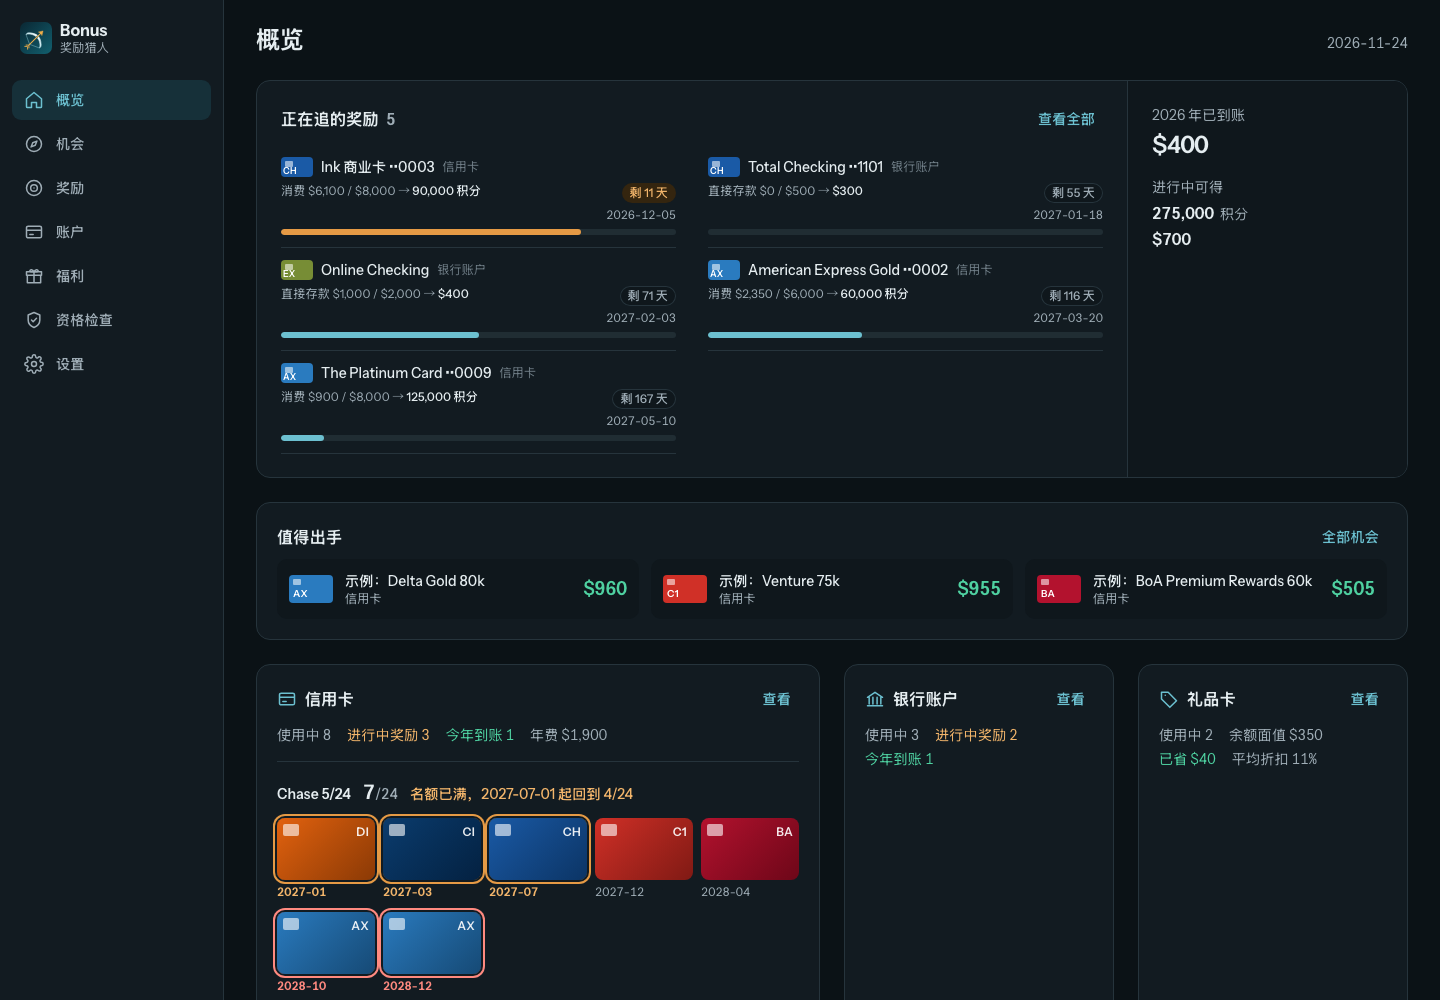 Bonus
奖励猎人
概览
机会
奖励
账户
福利
资格检查
设置
概览
2026-11-24
正在追的奖励 5
查看全部
CH
Ink 商业卡 ··0003 信用卡
消费 $6,100 / $8,000 → 90,000 积分
剩 11 天
2026-12-05
CH
Total Checking ··1101 银行账户
直接存款 $0 / $500 → $300
剩 55 天
2027-01-18
EX
Online Checking 银行账户
直接存款 $1,000 / $2,000 → $400
剩 71 天
2027-02-03
AX
American Express Gold ··0002 信用卡
消费 $2,350 / $6,000 → 60,000 积分
剩 116 天
2027-03-20
AX
The Platinum Card ··0009 信用卡
消费 $900 / $8,000 → 125,000 积分
剩 167 天
2027-05-10
2026 年已到账
$400
进行中可得
275,000 积分
$700
值得出手
全部机会
AX
示例：Delta Gold 80k
信用卡
$960
C1
示例：Venture 75k
信用卡
$955
BA
示例：BoA Premium Rewards 60k
信用卡
$505
信用卡
查看
使用中 8 进行中奖励 3 今年到账 1 年费 $1,900
Chase 5/24 7/24 名额已满，2027-07-01 起回到 4/24
DI
CI
CH
C1
BA
2027-01
2027-03
2027-07
2027-12
2028-04
AX
AX
2028-10
2028-12
银行账户
查看
使用中 3 进行中奖励 2
今年到账 1
礼品卡
查看
使用中 2 余额面值 $350
已省 $40 平均折扣 11%